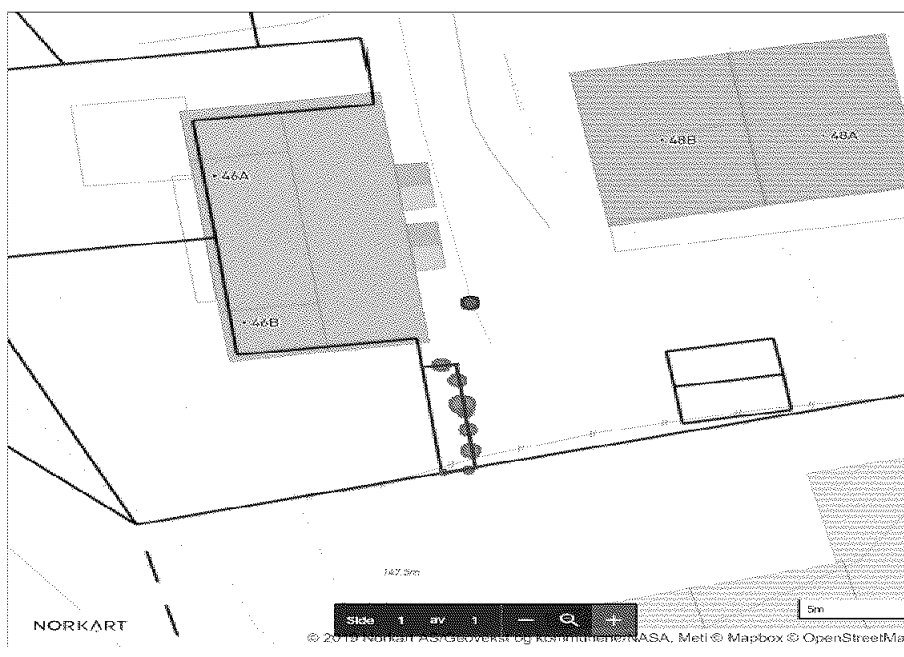 48B
48A
46A
46B
147.5m
5m
Side 1 av 1
NORKART
© 2019 Norkart AS/Geovekst og kommunene/NASA, Meti © Mapbox © OpenStreetMa